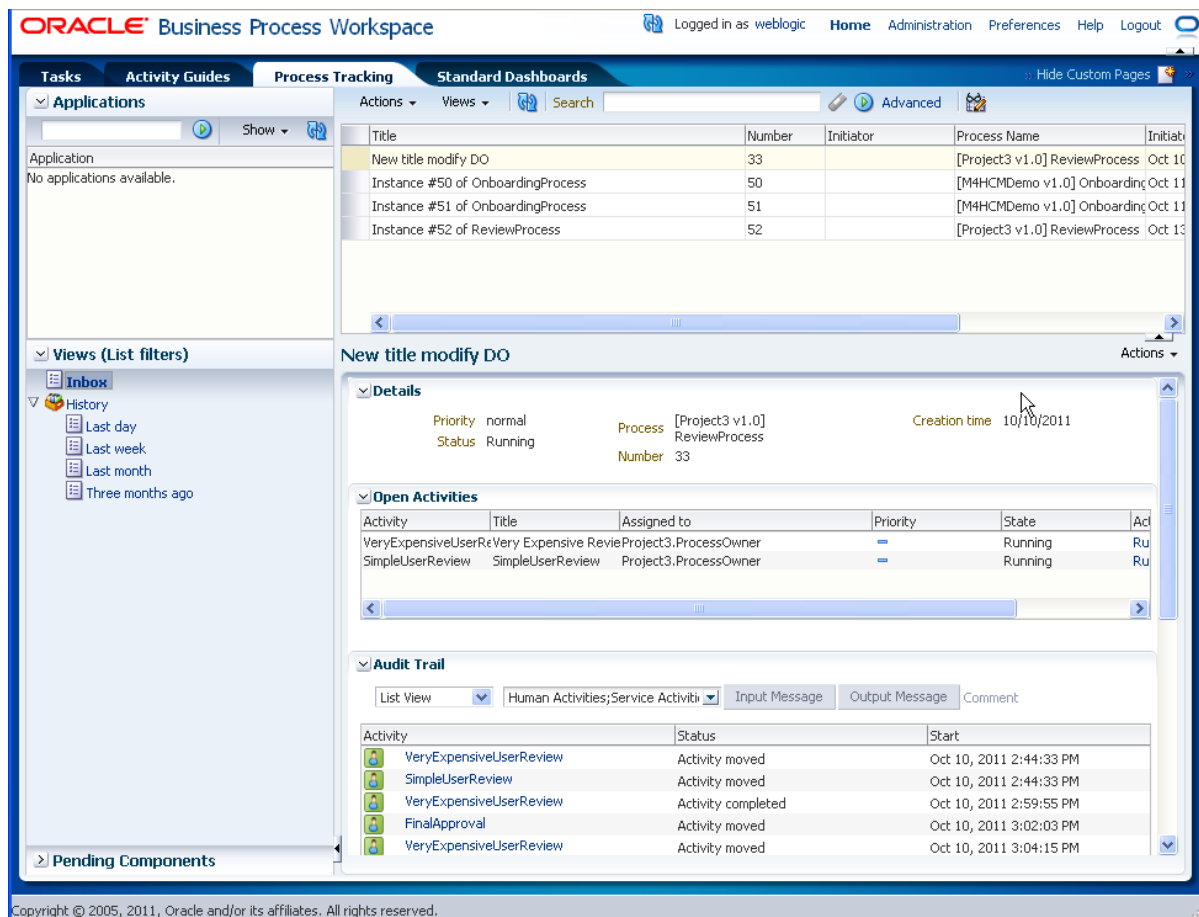 ORACLE Business Process Workspace
Logged in as weblogic Home Administration Preferences Help Logout
Tasks Activity Guides Process Tracking Standard Dashboards
» Hide Custom Pages »
Applications
Show
Application
No applications available.
Actions Views Search Advanced
Title Number Initiator Process Name Initiat
New title modify DO 33 [Project3 v1.0] ReviewProcess Oct 10
Instance #50 of OnboardingProcess 50 [M4HCMDemo v1.0] Onboarding Oct 11
Instance #51 of OnboardingProcess 51 [M4HCMDemo v1.0] Onboarding Oct 11
Instance #52 of ReviewProcess 52 [Project3 v1.0] ReviewProcess Oct 13
Views (List filters)
Inbox
History
Last day
Last week
Last month
Three months ago
Pending Components
New title modify DO
Actions
Details
Priority normal
Status Running
Process [Project3 v1.0]
ReviewProcess
Number 33
Creation time 10/10/2011
Open Activities
Activity Title Assigned to Priority State Act
VeryExpensiveUserRe Very Expensive Revie Project3.ProcessOwner Running Ru
SimpleUserReview SimpleUserReview Project3.ProcessOwner Running Ru
Audit Trail
List View Human Activities;Service Activiti Input Message Output Message Comment
Activity Status Start
VeryExpensiveUserReview Activity moved Oct 10, 2011 2:44:33 PM
SimpleUserReview Activity moved Oct 10, 2011 2:44:33 PM
VeryExpensiveUserReview Activity completed Oct 10, 2011 2:59:55 PM
FinalApproval Activity moved Oct 10, 2011 3:02:03 PM
VeryExpensiveUserReview Activity moved Oct 10, 2011 3:04:15 PM
Copyright © 2005, 2011, Oracle and/or its affiliates. All rights reserved.